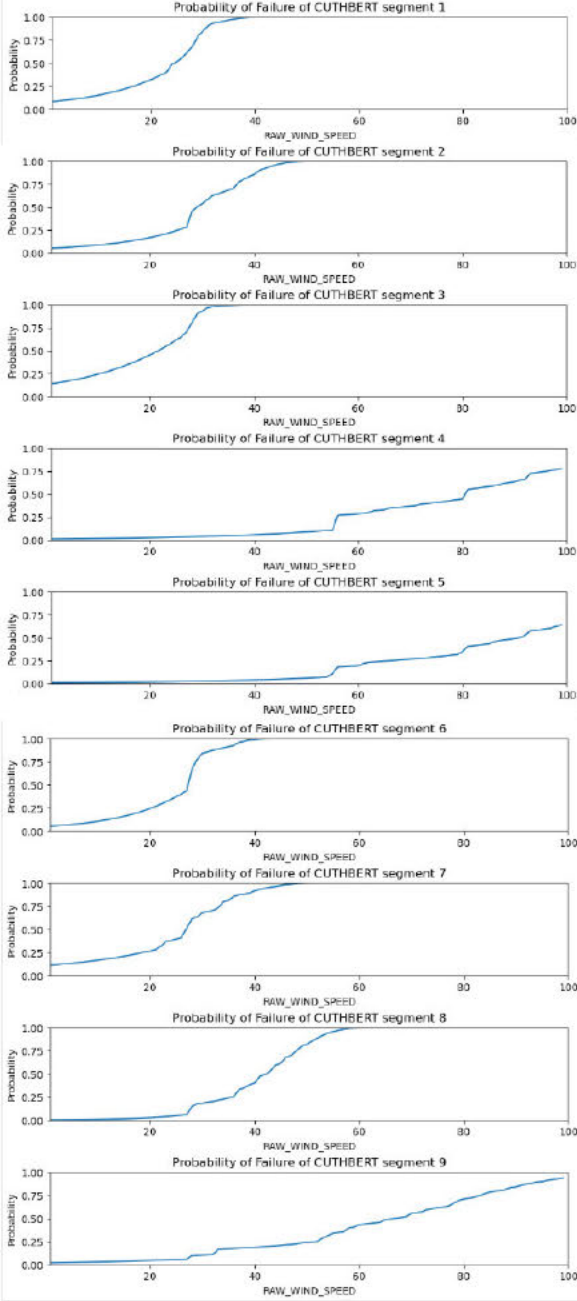 Probability of Failure of CUTHBERT segment 1
1.00
0.75
0.50
0.25
0.00
Probability
20 40 60 80 100
RAW_WIND_SPEED
Probability of Failure of CUTHBERT segment 2
1.00
0.75
0.50
0.25
0.00
Probability
20 40 60 80 100
RAW_WIND_SPEED
Probability of Failure of CUTHBERT segment 3
1.00
0.75
0.50
0.25
0.00
Probability
20 40 60 80 100
RAW_WIND_SPEED
Probability of Failure of CUTHBERT segment 4
1.00
0.75
0.50
0.25
0.00
Probability
20 40 60 80 100
RAW_WIND_SPEED
Probability of Failure of CUTHBERT segment 5
1.00
0.75
0.50
0.25
0.00
Probability
20 40 60 80 100
RAW_WIND_SPEED
Probability of Failure of CUTHBERT segment 6
1.00
0.75
0.50
0.25
0.00
Probability
20 40 60 80 100
RAW_WIND_SPEED
Probability of Failure of CUTHBERT segment 7
1.00
0.75
0.50
0.25
0.00
Probability
20 40 60 80 100
RAW_WIND_SPEED
Probability of Failure of CUTHBERT segment 8
1.00
0.75
0.50
0.25
0.00
Probability
20 40 60 80 100
RAW_WIND_SPEED
Probability of Failure of CUTHBERT segment 9
1.00
0.75
0.50
0.25
0.00
Probability
20 40 60 80 100
RAW_WIND_SPEED